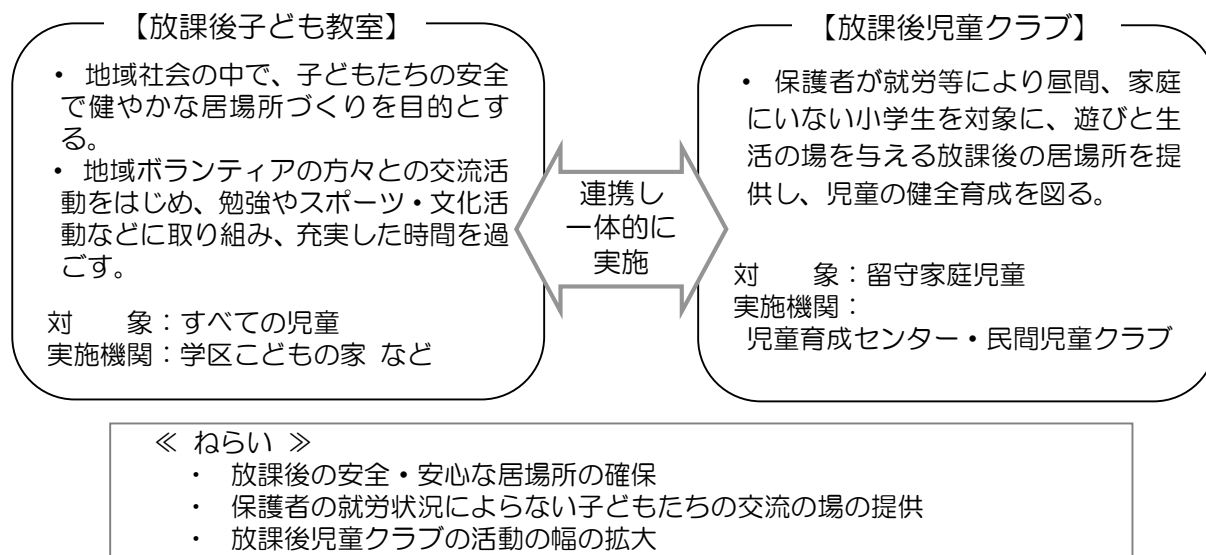 【放課後子ども教室】
・ 地域社会の中で、子どもたちの安全
で健やかな居場所づくりを目的とす
る。
・ 地域ボランティアの方々との交流活
動をはじめ、勉強やスポーツ・文化活
動などに取り組み、充実した時間を過
ごす。
対　　象：すべての児童
実施機関：学区こどもの家 など
連携し
一体的に
実施
【放課後児童クラブ】
・ 保護者が就労等により昼間、家庭
にいない小学生を対象に、遊びと生
活の場を与える放課後の居場所を提
供し、児童の健全育成を図る。
対　　象：留守家庭児童
実施機関：
児童育成センター・民間児童クラブ
≪ ねらい ≫
・ 放課後の安全・安心な居場所の確保
・ 保護者の就労状況によらない子どもたちの交流の場の提供
・ 放課後児童クラブの活動の幅の拡大